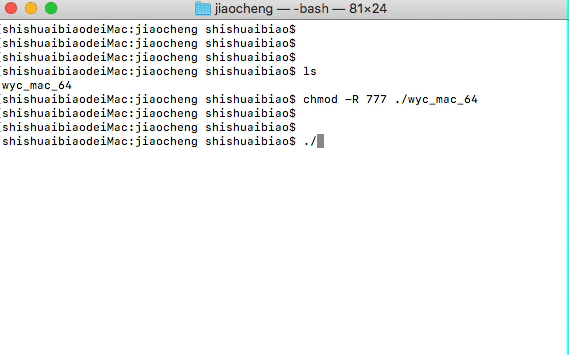 jiaocheng — -bash — 81×24
[shishuaibiaodeiMac:jiaocheng shishuaibiao$
[shishuaibiaodeiMac:jiaocheng shishuaibiao$
[shishuaibiaodeiMac:jiaocheng shishuaibiao$
[shishuaibiaodeiMac:jiaocheng shishuaibiao$ ls
wyc_mac_64
[shishuaibiaodeiMac:jiaocheng shishuaibiao$ chmod -R 777 ./wyc_mac_64
[shishuaibiaodeiMac:jiaocheng shishuaibiao$
[shishuaibiaodeiMac:jiaocheng shishuaibiao$
shishuaibiaodeiMac:jiaocheng shishuaibiao$ ./